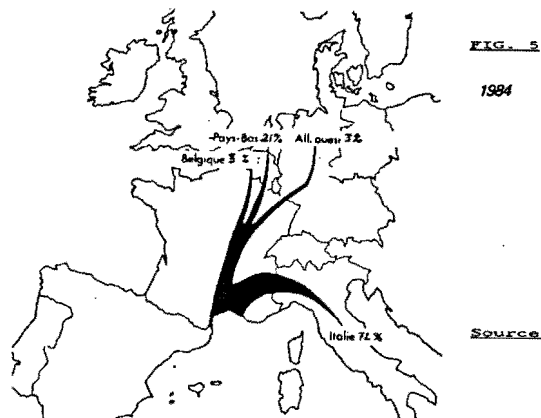 FIG. 5
1984
Pays-Bas 21% All. ouest 3%
Belgique 3 %
Italie 72 %
Source